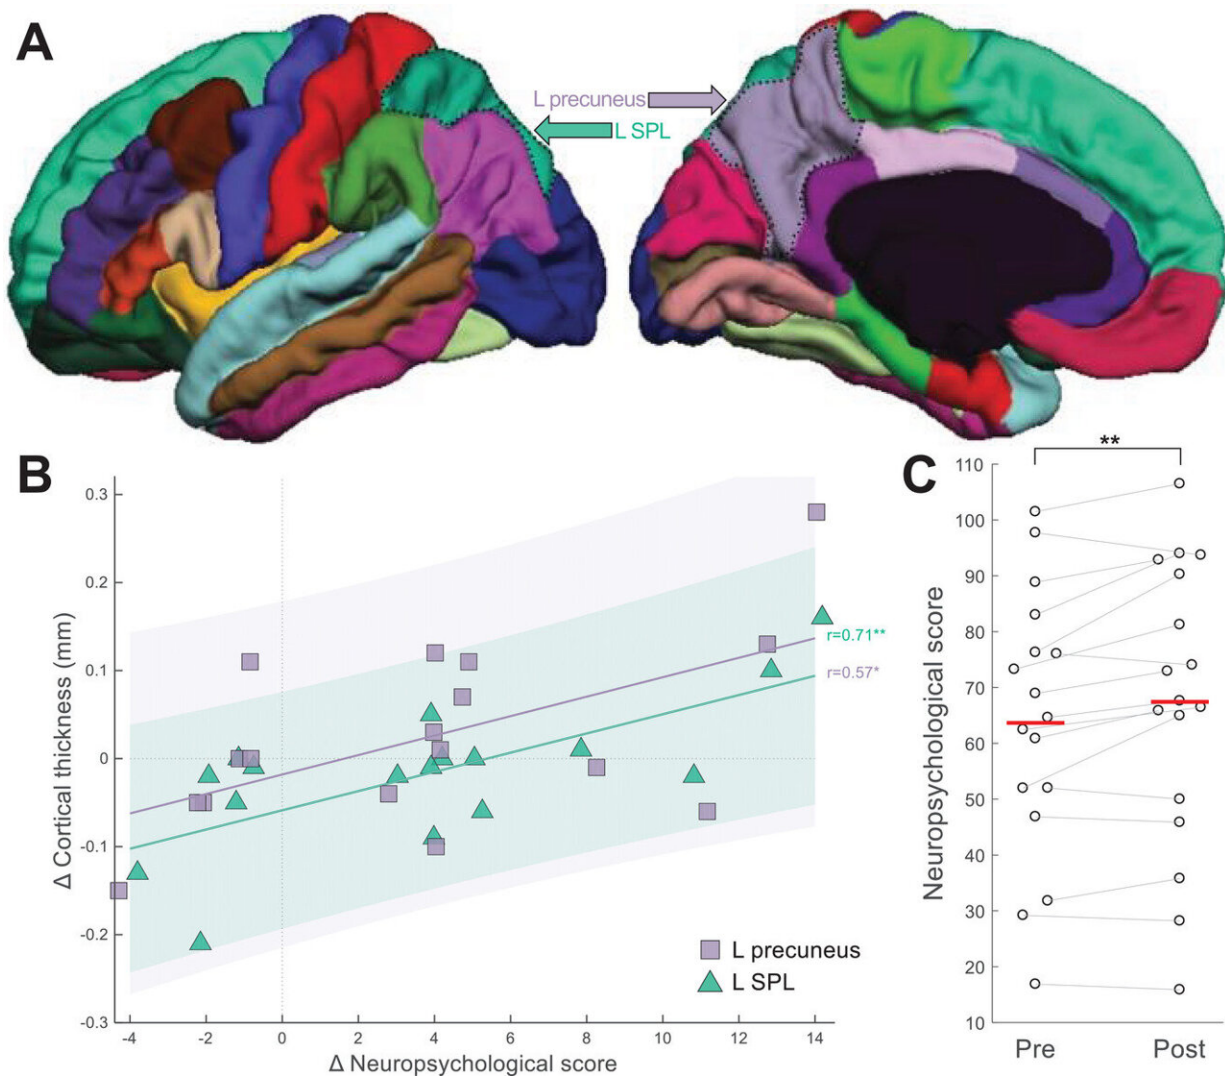 A
L precuneus
L SPL
B
Δ Cortical thickness (mm)
0.3
0.2
0.1
0
-0.1
-0.2
-0.3
r=0.71**
r=0.57*
L precuneus
L SPL
-4
-2
0
2
4
6
8
10
12
14
Δ Neuropsychological score
C
**
Neuropsychological score
110
100
90
80
70
60
50
40
30
20
10
Pre
Post